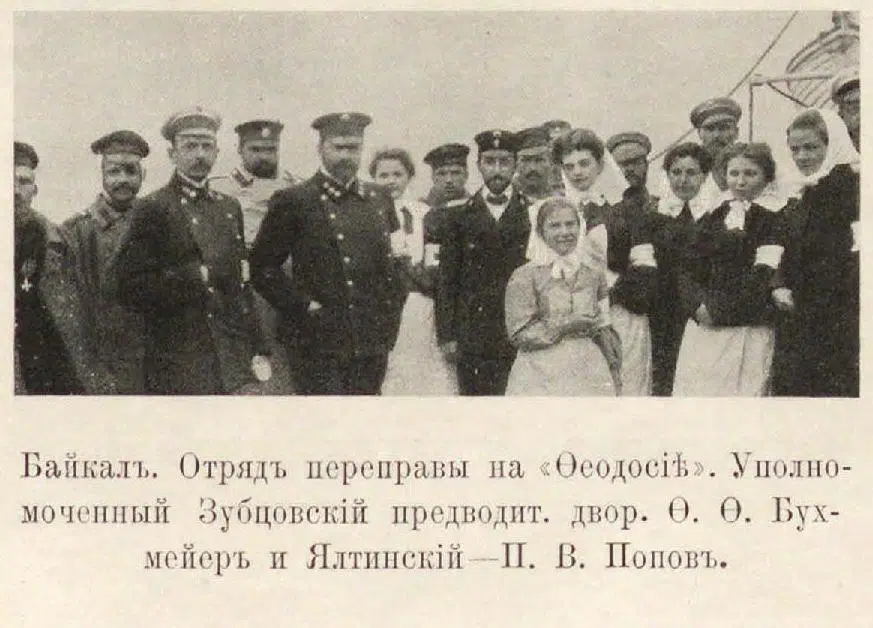 Байкалъ. Отрядъ переправы на «Ѳеодосіѣ». Уполно-
моченный Зубцовскій предводит. двор. Ѳ. Ѳ. Бух-
мейеръ и Ялтинскій—П. В. Поповъ.